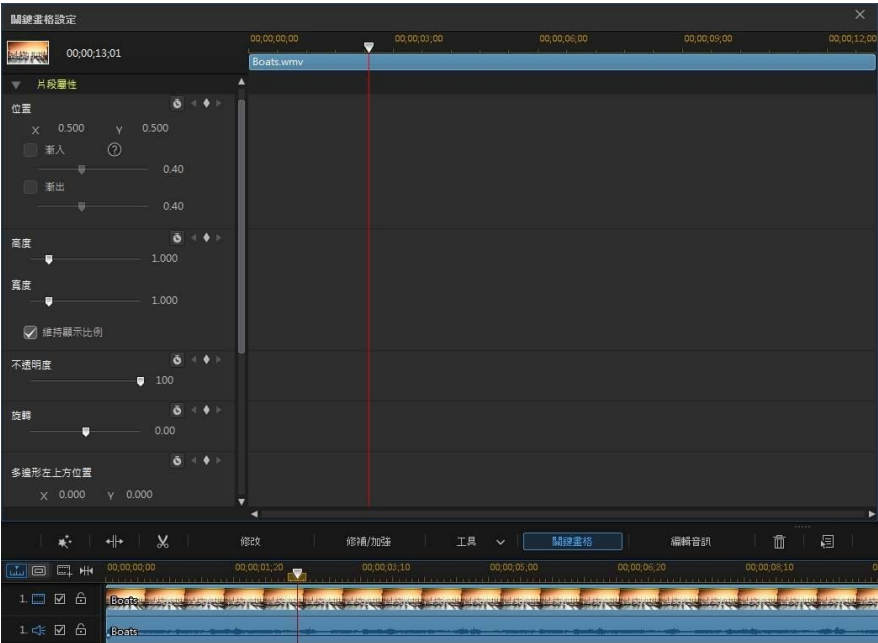 關鍵畫格設定
00;00;13;01
00;00;00;00 00;00;03;00 00;00;06;00 00;00;09;00 00;00;12;00
Boats.wmv
片段屬性
位置
X 0.500 Y 0.500
漸入 ?
0.40
漸出
0.40
高度
1.000
寬度
1.000
維持顯示比例
不透明度
100
旋轉
0.00
多邊形左上方位置
X 0.000 Y 0.000
修改 修補/加強 工具 關鍵畫格 編輯音訊
00;00;00;00 00;00;01;20 00;00;03;10 00;00;05;00 00;00;06;20 00;00;08;10 0
1. Boats
1. Boats